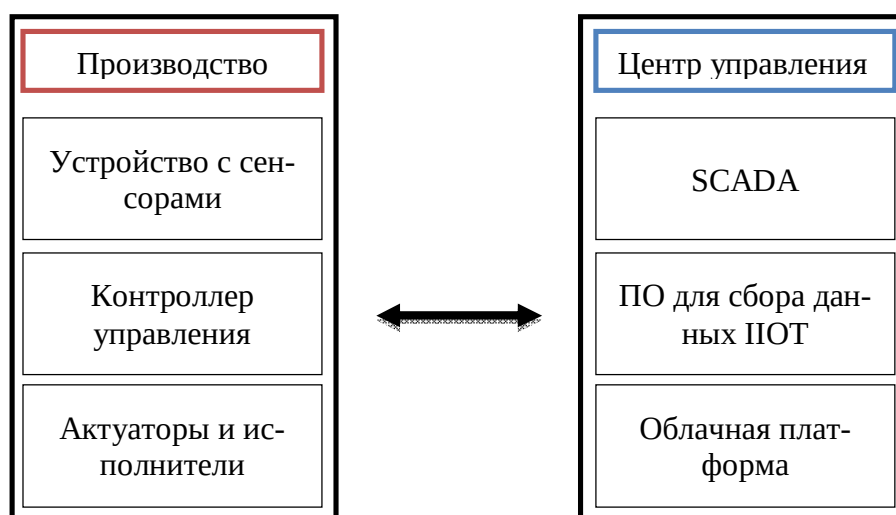 Производство
Устройство с сен-
сорами
Контроллер
управления
Актуаторы и ис-
полнители
Центр управления
SCADA
ПО для сбора дан-
ных IIOT
Облачная плат-
форма